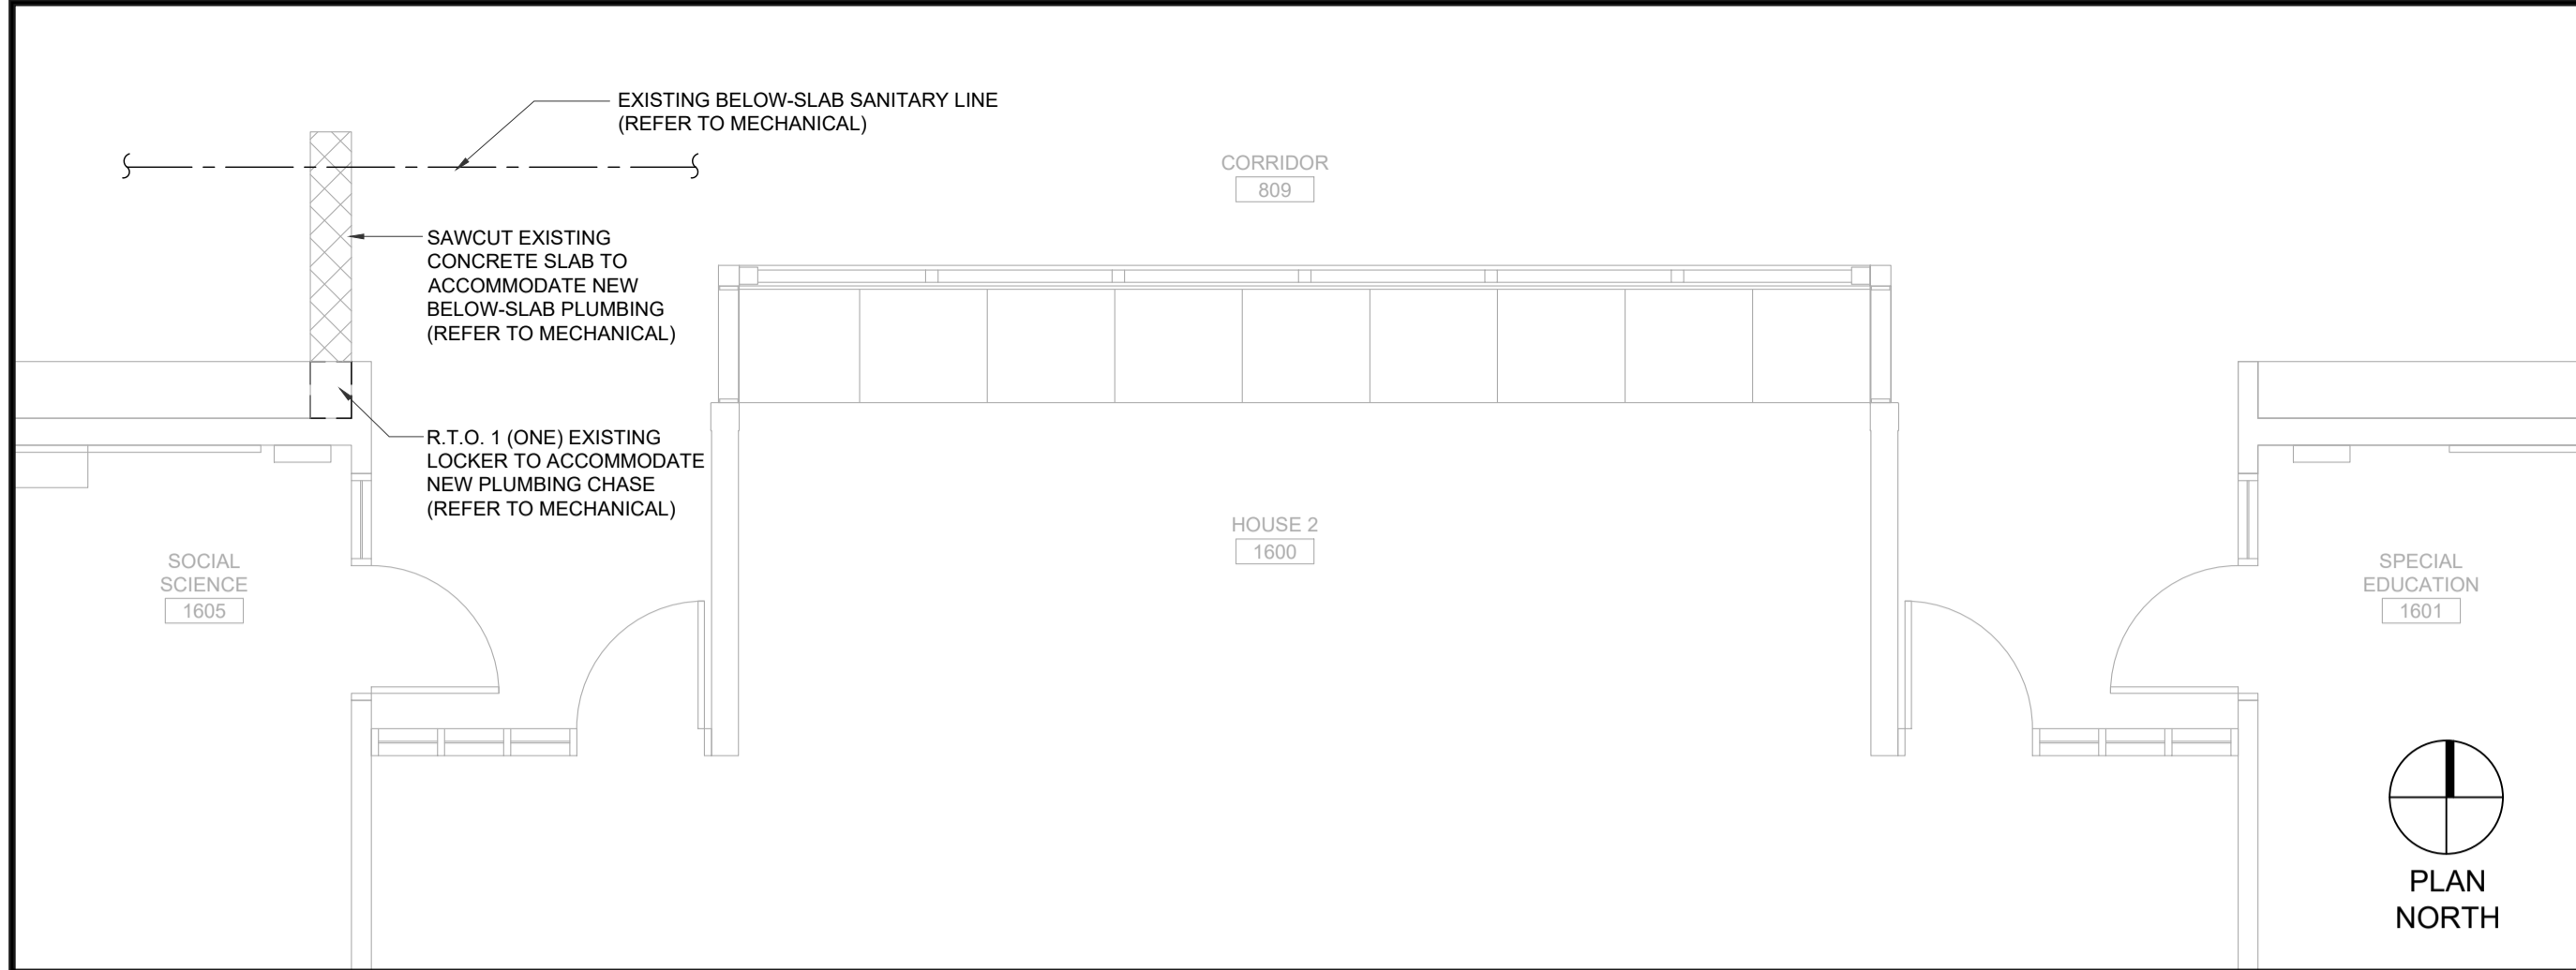 EXISTING BELOW-SLAB SANITARY LINE
(REFER TO MECHANICAL)
CORRIDOR
809
SAWCUT EXISTING
CONCRETE SLAB TO
ACCOMMODATE NEW
BELOW-SLAB PLUMBING
(REFER TO MECHANICAL)
R.T.O. 1 (ONE) EXISTING
LOCKER TO ACCOMMODATE
NEW PLUMBING CHASE
(REFER TO MECHANICAL)
HOUSE 2
1600
SOCIAL
SCIENCE
1605
SPECIAL
EDUCATION
1601
PLAN
NORTH